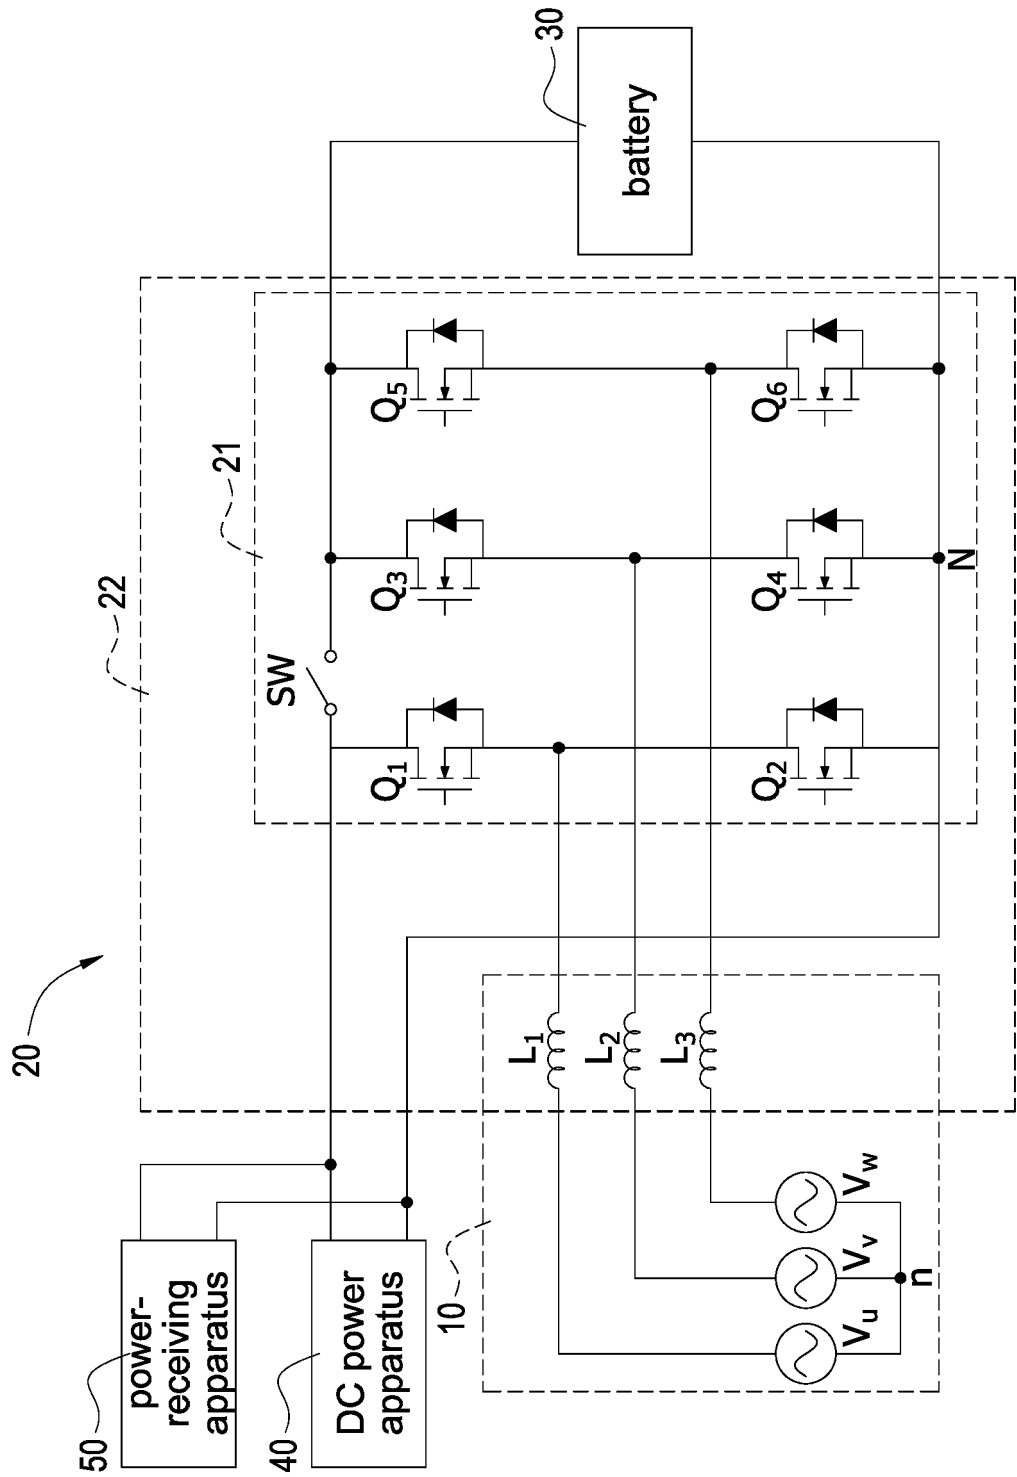 20
22
21
SW
Q₁
Q₃
Q₅
Q₂
Q₄
Q₆
N
30
battery
50
power-
receiving
apparatus
40
DC power
apparatus
10
L₁
L₂
L₃
Vᵤ
Vᵥ
V_w
n